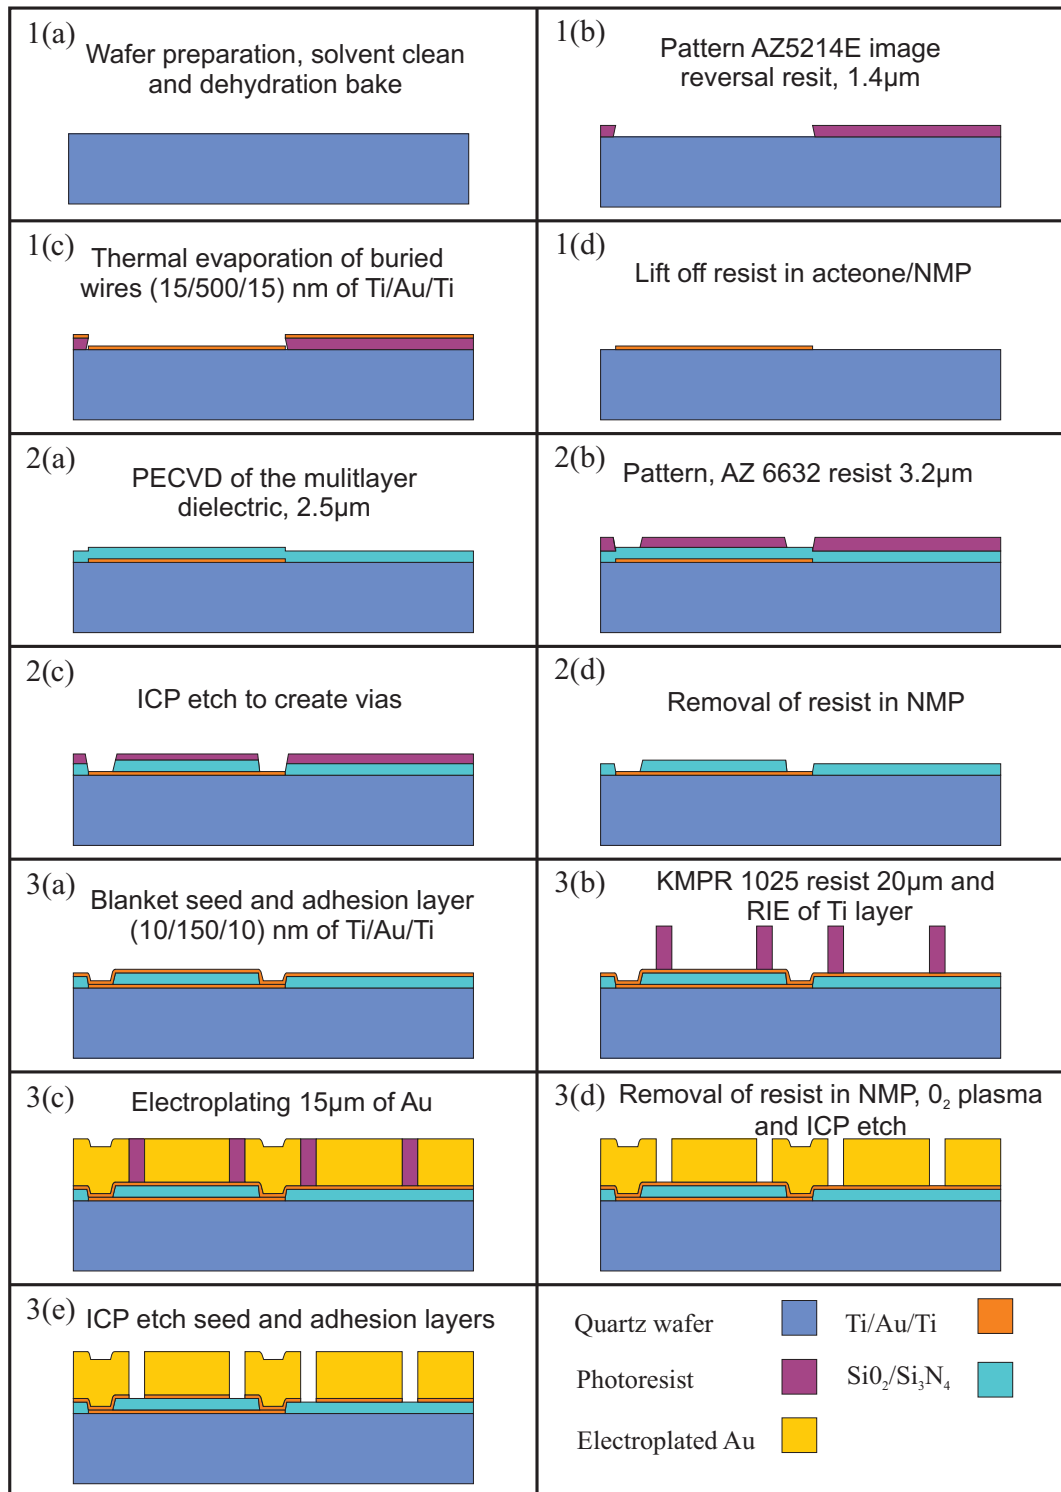 1(a)
Wafer preparation, solvent clean
and dehydration bake
1(b)
Pattern AZ5214E image
reversal resit, 1.4µm
1(c)
Thermal evaporation of buried
wires (15/500/15) nm of Ti/Au/Ti
1(d)
Lift off resist in acteone/NMP
2(a)
PECVD of the mulitlayer
dielectric, 2.5µm
2(b)
Pattern, AZ 6632 resist 3.2µm
2(c)
ICP etch to create vias
2(d)
Removal of resist in NMP
3(a)
Blanket seed and adhesion layer
(10/150/10) nm of Ti/Au/Ti
3(b)
KMPR 1025 resist 20µm and
RIE of Ti layer
3(c)
Electroplating 15µm of Au
3(d)
Removal of resist in NMP, 0₂ plasma
and ICP etch
3(e)
ICP etch seed and adhesion layers
Quartz wafer
Ti/Au/Ti
Photoresist
Si0₂/Si₃N₄
Electroplated Au